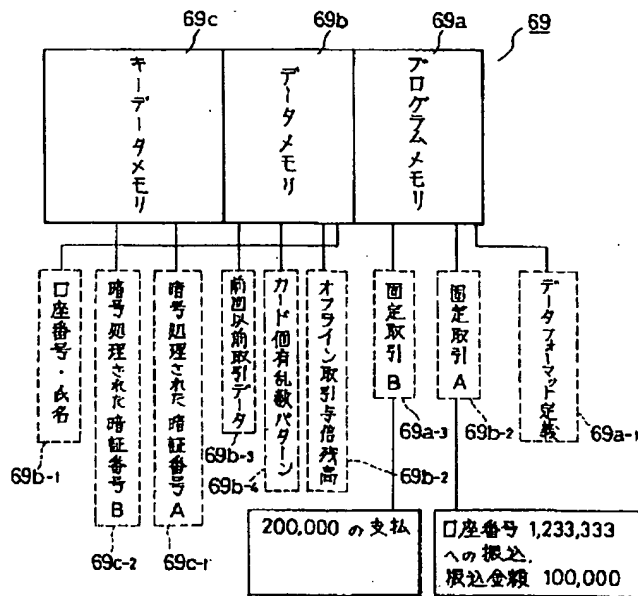 69c
69b
69a
69
キーデータメモリ
データメモリ
プログラムメモリ
口座番号・氏名
暗号処理された暗証番号B
暗号処理された暗証番号A
前回以前取引データ
カード個有乱数パターン
オフライン取引与信残高
固定取引B
固定取引A
データフォーマット定義
69b-1
69c-2
69c-1
69b-3
69b-4
69b-2
69a-3
69b-2
69a-1
200,000 の支払
口座番号 1,233,333
への振込.
振込金額 100,000